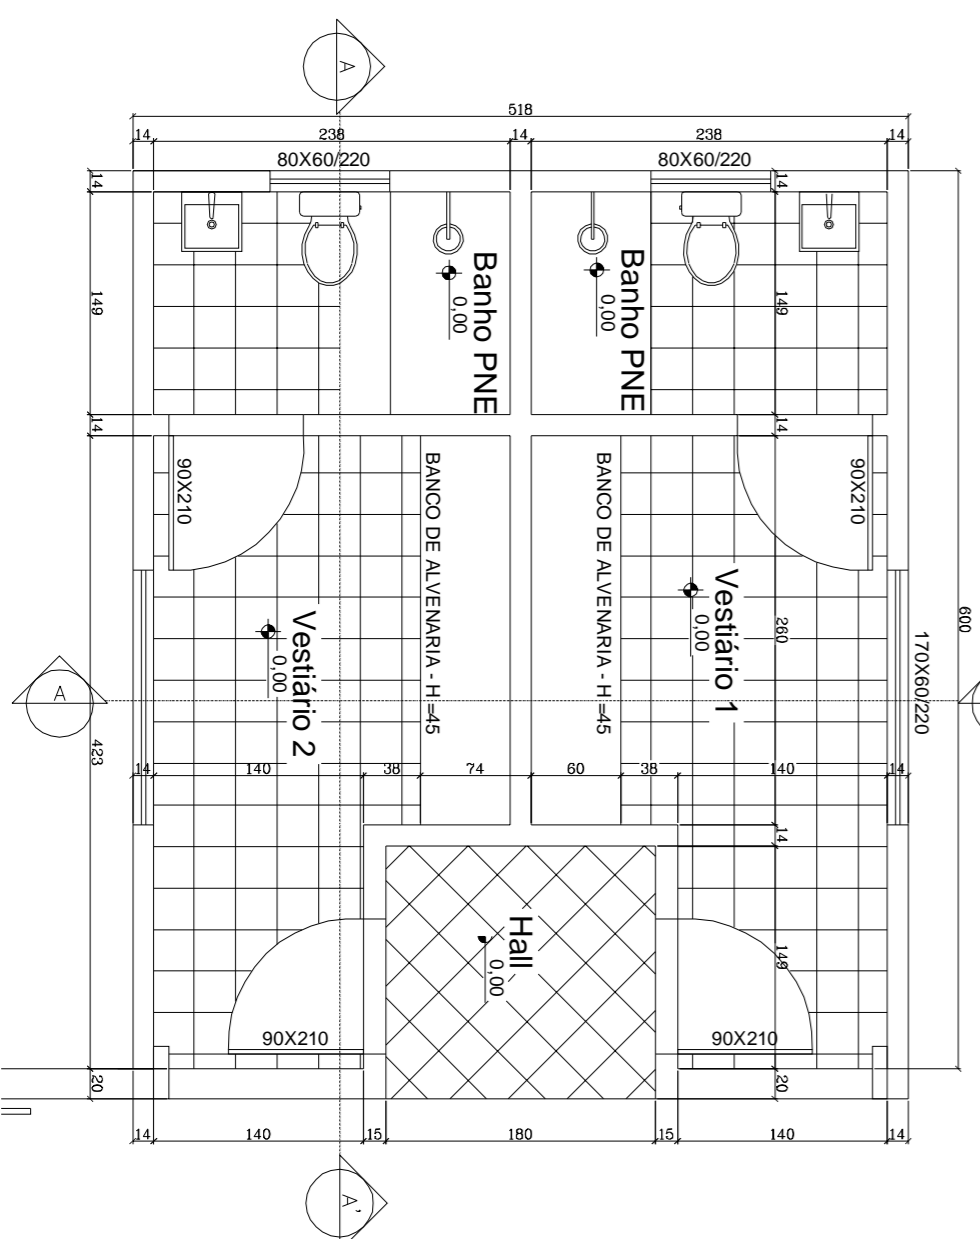 A
518
14
238
14
238
14
80X60/220
80X60/220
14
14
149
149
Banho PNE
0,00
Banho PNE
0,00
14
14
90X210
90X210
BANCO DE ALVENARIA - H=45
BANCO DE ALVENARIA - H=45
Vestiário 1
0,00
Vestiário 2
0,00
260
600
170X60/220
A
423
14
140
38
74
60
38
140
14
14
Hall
0,00
149
90X210
90X210
20
20
14
140
15
180
15
140
14
A'